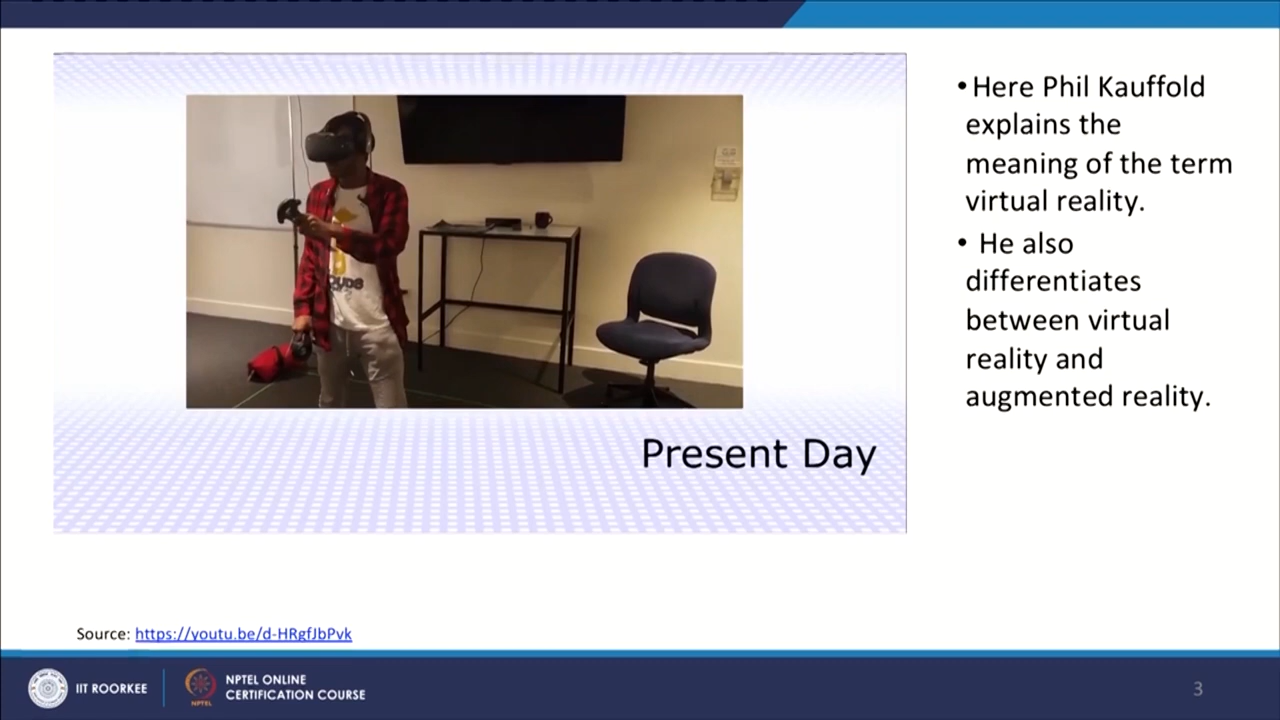 •Here Phil Kauffold
explains the
meaning of the term
virtual reality.
• He also
differentiates
between virtual
reality and
augmented reality.
Present Day
Source: https://youtu.be/d-HRgfJbPvk
IIT ROORKEE
NPTEL ONLINE
CERTIFICATION COURSE
NPTEL
3